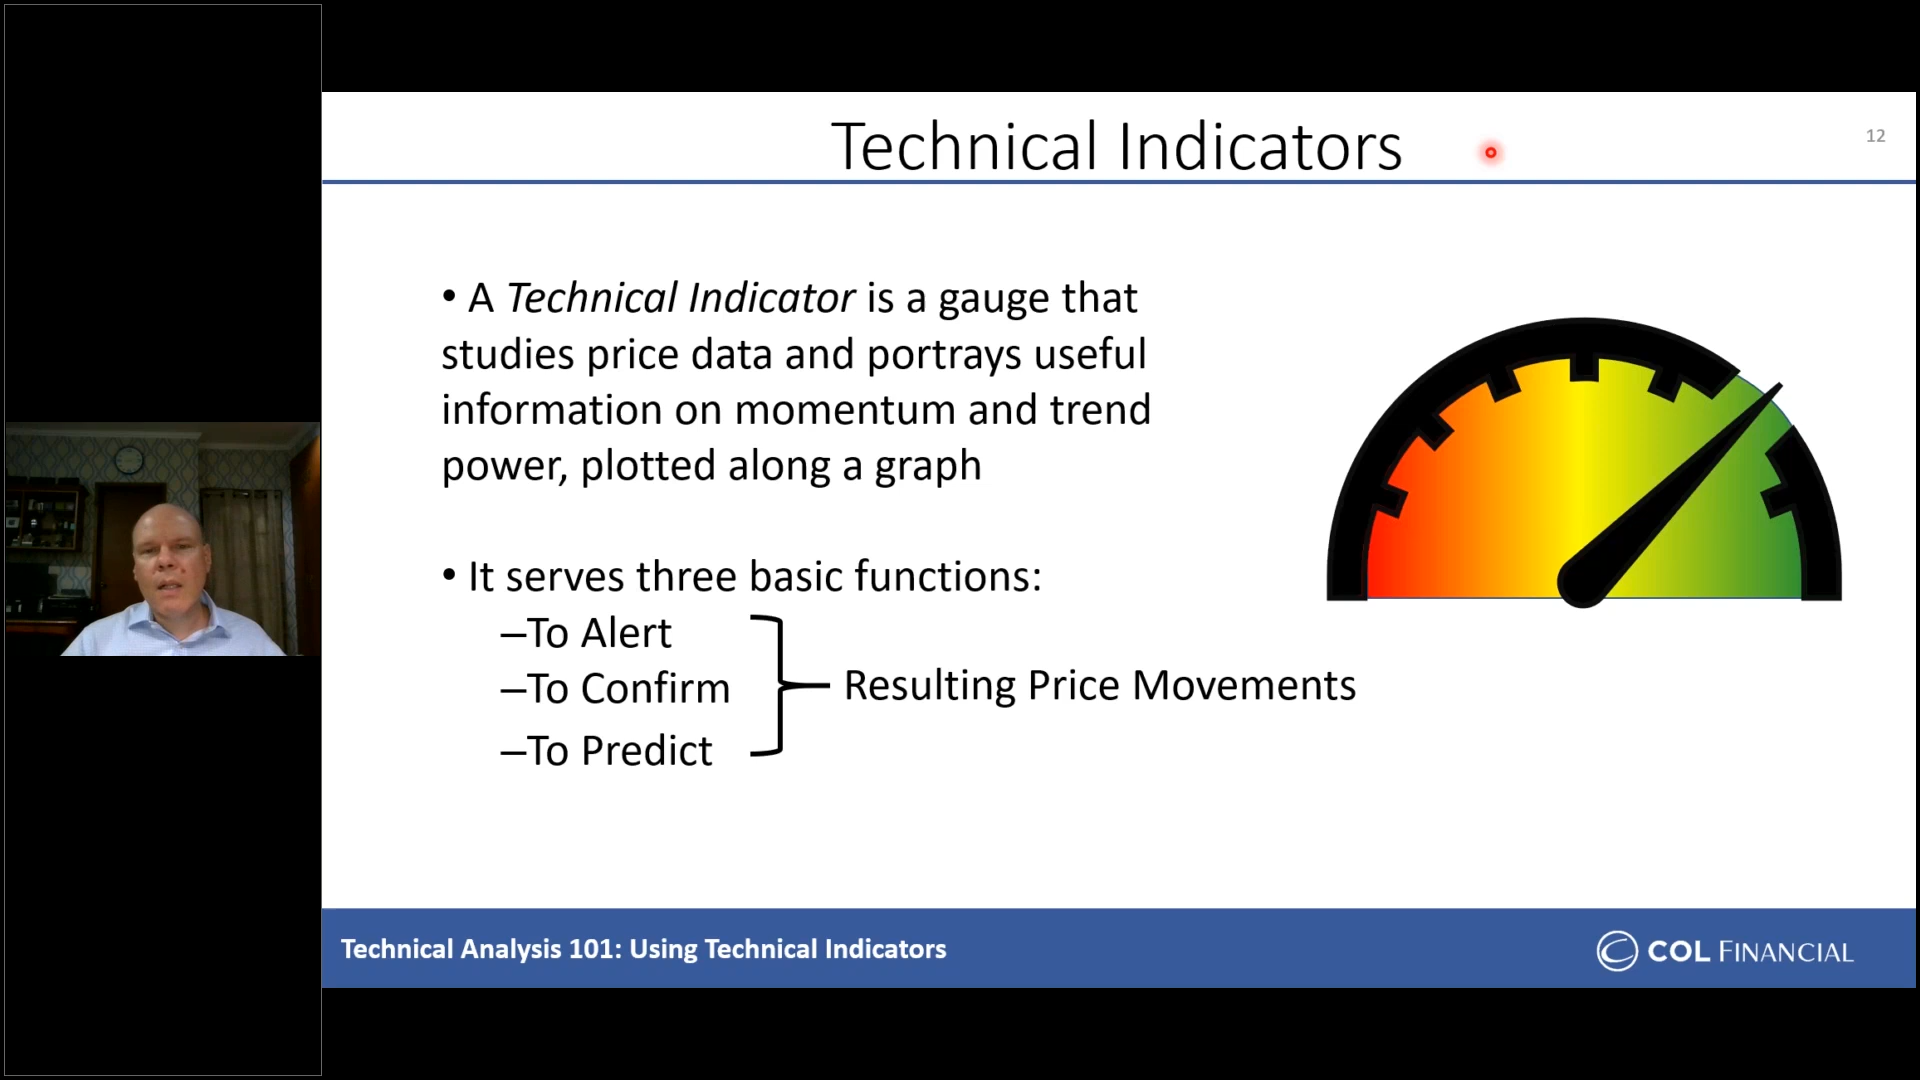 Technical Indicators
12
• A Technical Indicator is a gauge that
studies price data and portrays useful
information on momentum and trend
power, plotted along a graph
• It serves three basic functions:
–To Alert
–To Confirm
–To Predict
Resulting Price Movements
Technical Analysis 101: Using Technical Indicators
COL FINANCIAL